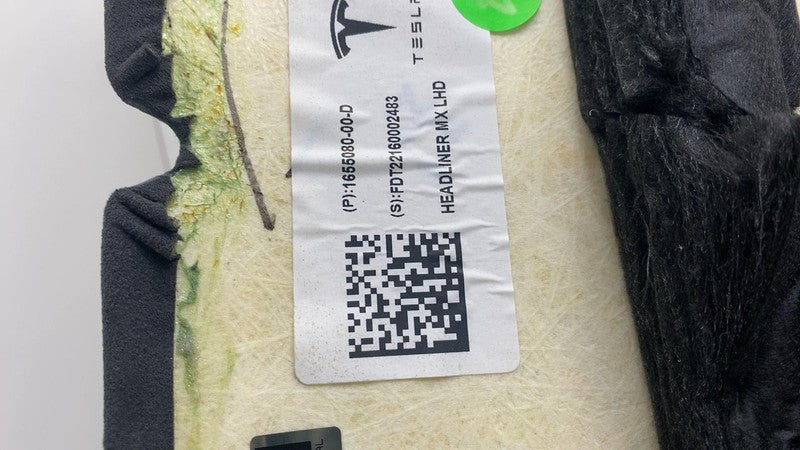 TESLA
(P):1655080-00-D
(S):FDT22160002483
HEADLINER MX LHD